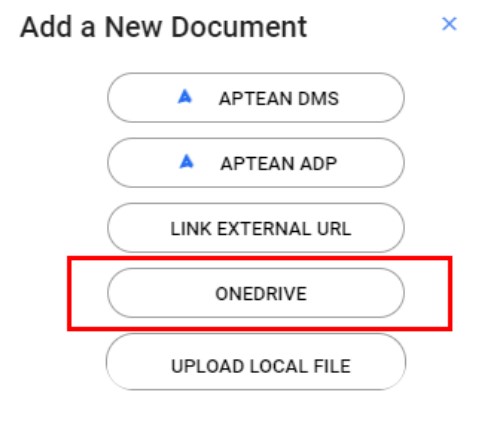 Add a New Document
APTEAN DMS
APTEAN ADP
LINK EXTERNAL URL
ONEDRIVE
UPLOAD LOCAL FILE